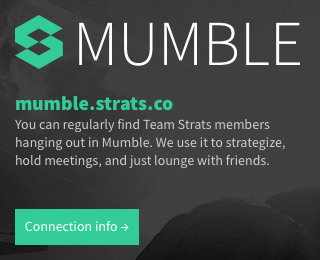 MUMBLE
mumble.strats.co
You can regularly find Team Strats members
hanging out in Mumble. We use it to strategize,
hold meetings, and just lounge with friends.
Connection info →